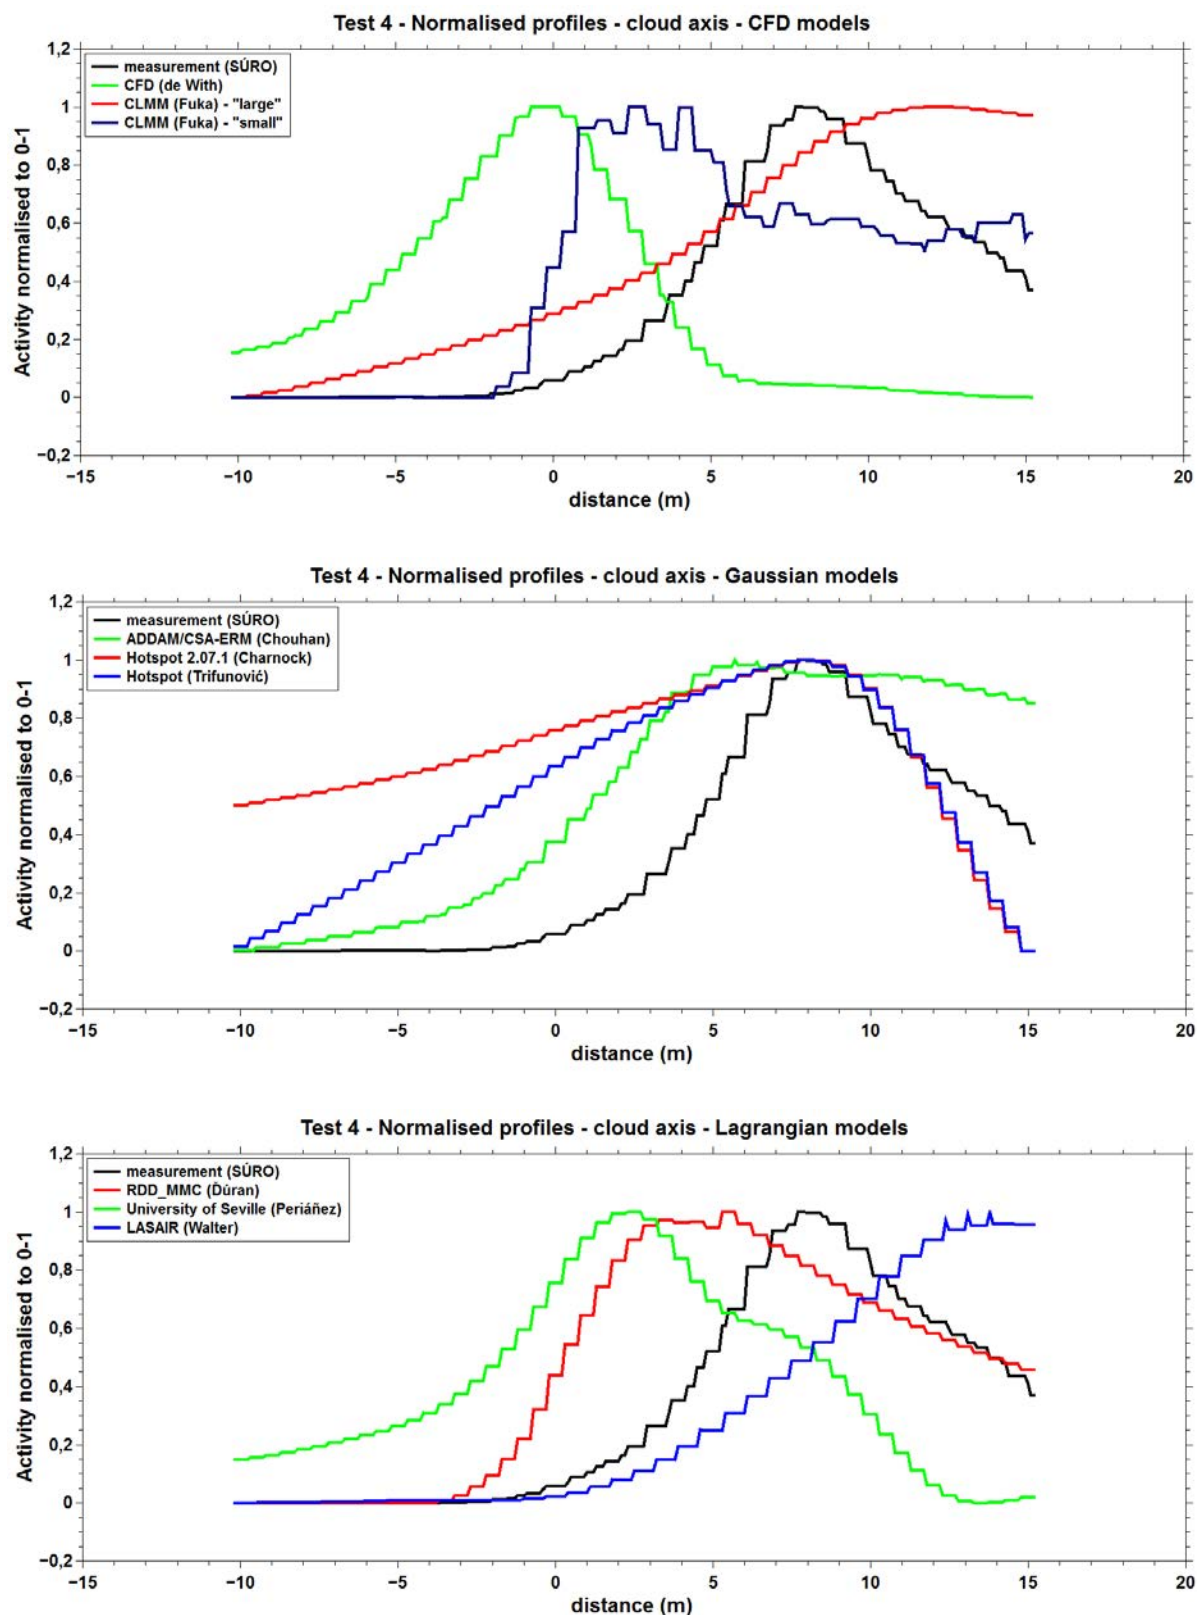 Test 4 - Normalised profiles - cloud axis - CFD models
measurement (SÚRO)
CFD (de With)
CLMM (Fuka) - "large"
CLMM (Fuka) - "small"
Activity normalised to 0-1
1,2
1
0,8
0,6
0,4
0,2
0
−0,2
−15 −10 −5 0 5 10 15 20
distance (m)
Test 4 - Normalised profiles - cloud axis - Gaussian models
measurement (SÚRO)
ADDAM/CSA-ERM (Chouhan)
Hotspot 2.07.1 (Charnock)
Hotspot (Trifunović)
Activity normalised to 0-1
1,2
1
0,8
0,6
0,4
0,2
0
−0,2
−15 −10 −5 0 5 10 15 20
distance (m)
Test 4 - Normalised profiles - cloud axis - Lagrangian models
measurement (SÚRO)
RDD_MMC (Ďúran)
University of Seville (Periáñez)
LASAIR (Walter)
Activity normalised to 0-1
1,2
1
0,8
0,6
0,4
0,2
0
−0,2
−15 −10 −5 0 5 10 15 20
distance (m)